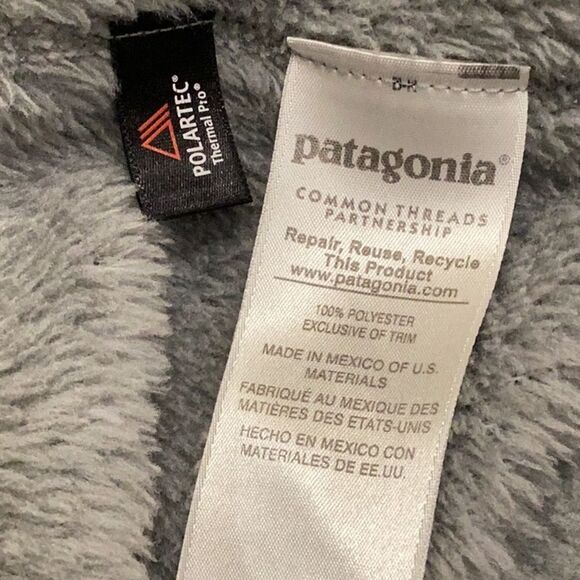 POLARTEC®
Thermal Pro®
patagonia®
COMMON THREADS
PARTNERSHIP
Repair, Reuse, Recycle
This Product
www.patagonia.com
100% POLYESTER
EXCLUSIVE OF TRIM
MADE IN MEXICO OF U.S.
MATERIALS
FABRIQUÉ AU MEXIQUE DES
MATIÈRES DES ÉTATS-UNIS
HECHO EN MEXICO CON
MATERIALES DE EE.UU.